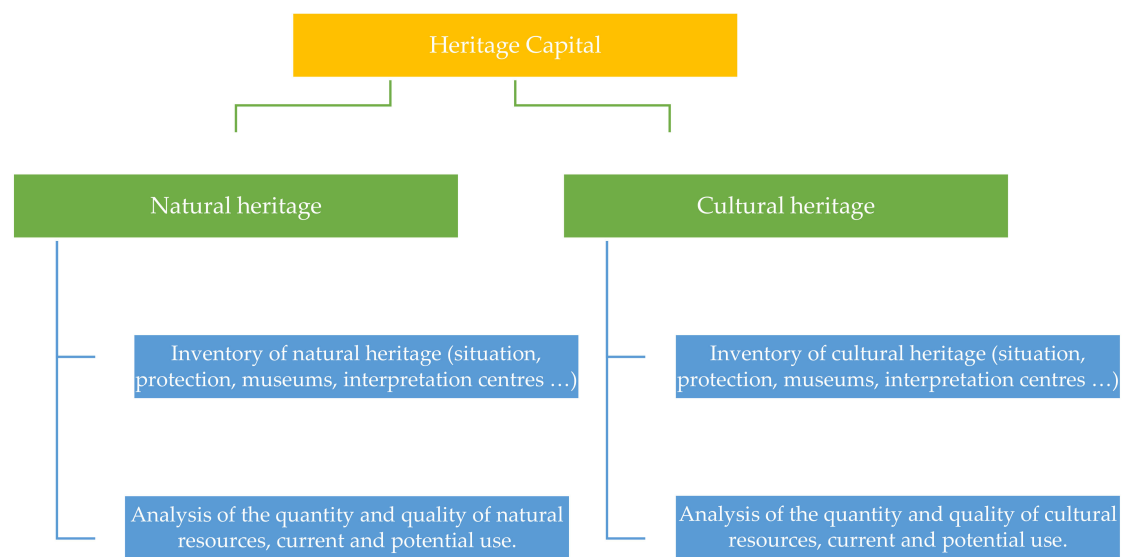 Heritage Capital
Natural heritage
Cultural heritage
Inventory of natural heritage (situation,
protection, museums, interpretation centres …)
Inventory of cultural heritage (situation,
protection, museums, interpretation centres …)
Analysis of the quantity and quality of natural
resources, current and potential use.
Analysis of the quantity and quality of cultural
resources, current and potential use.